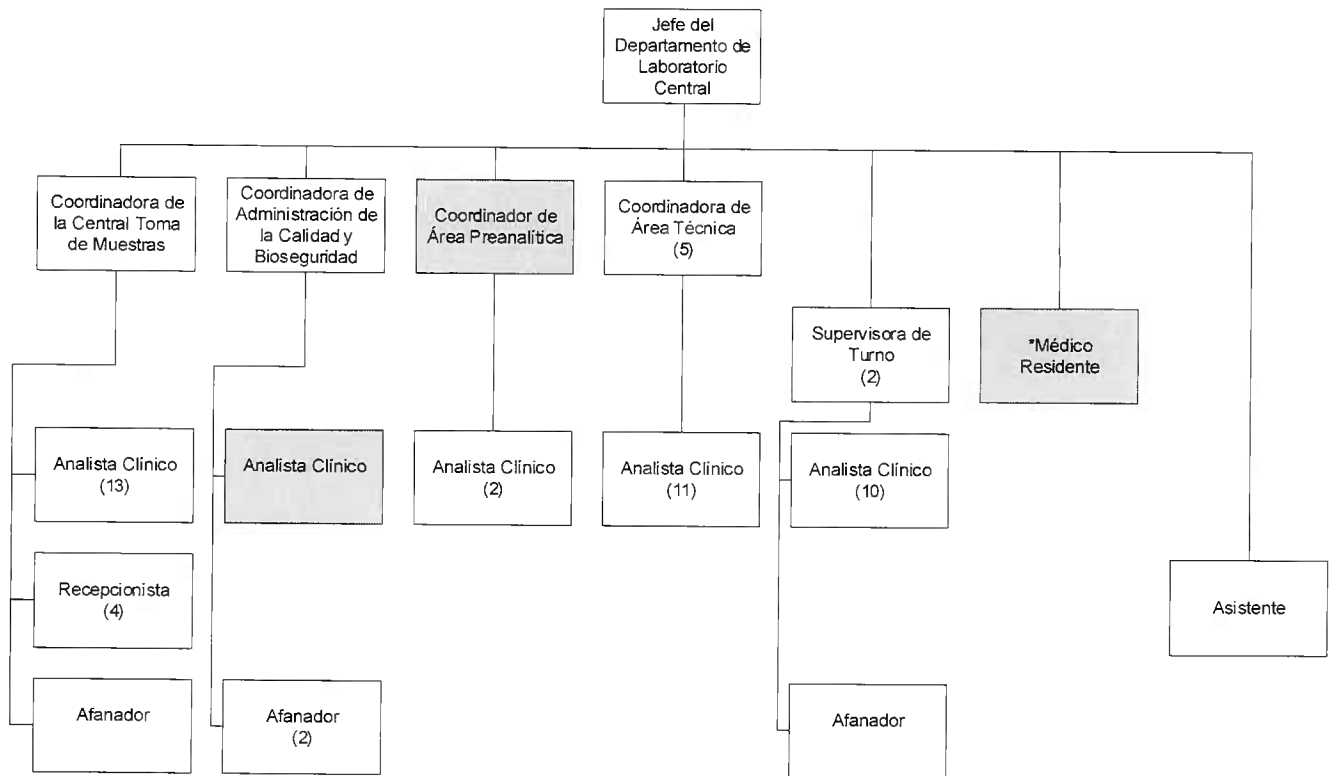 Jefe del
Departamento de
Laboratorio
Central
Coordinadora de
la Central Toma
de Muestras
Coordinadora de
Administración de
la Calidad y
Bioseguridad
Coordinador de
Área Preanalítica
Coordinadora de
Área Técnica
(5)
Supervisora de
Turno
(2)
*Médico
Residente
Analista Clínico
(13)
Analista Clínico
Analista Clínico
(2)
Analista Clínico
(11)
Analista Clínico
(10)
Recepcionista
(4)
Asistente
Afanador
Afanador
(2)
Afanador